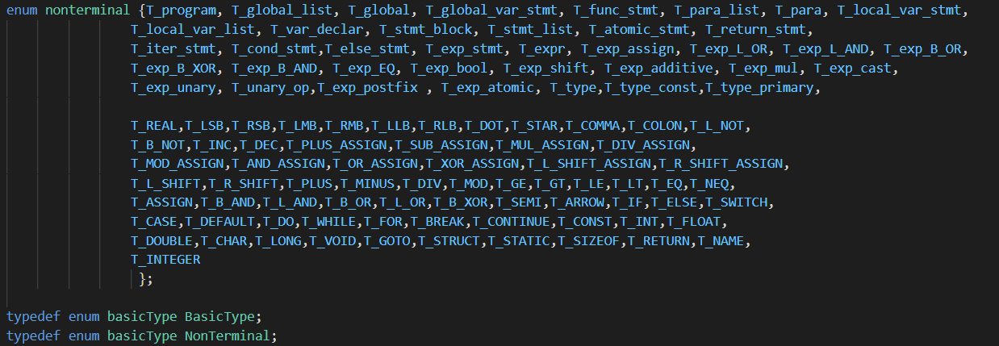 enum nonterminal {T_program, T_global_list, T_global, T_global_var_stmt, T_func_stmt, T_para_list, T_para, T_local_var_stmt,
T_local_var_list, T_var_declar, T_stmt_block, T_stmt_list, T_atomic_stmt, T_return_stmt,
T_iter_stmt, T_cond_stmt,T_else_stmt, T_exp_stmt, T_expr, T_exp_assign, T_exp_L_OR, T_exp_L_AND, T_exp_B_OR,
T_exp_B_XOR, T_exp_B_AND, T_exp_EQ, T_exp_bool, T_exp_shift, T_exp_additive, T_exp_mul, T_exp_cast,
T_exp_unary, T_unary_op,T_exp_postfix , T_exp_atomic, T_type,T_type_const,T_type_primary,
T_REAL,T_LSB,T_RSB,T_LMB,T_RMB,T_LLB,T_RLB,T_DOT,T_STAR,T_COMMA,T_COLON,T_L_NOT,
T_B_NOT,T_INC,T_DEC,T_PLUS_ASSIGN,T_SUB_ASSIGN,T_MUL_ASSIGN,T_DIV_ASSIGN,
T_MOD_ASSIGN,T_AND_ASSIGN,T_OR_ASSIGN,T_XOR_ASSIGN,T_L_SHIFT_ASSIGN,T_R_SHIFT_ASSIGN,
T_L_SHIFT,T_R_SHIFT,T_PLUS,T_MINUS,T_DIV,T_MOD,T_GE,T_GT,T_LE,T_LT,T_EQ,T_NEQ,
T_ASSIGN,T_B_AND,T_L_AND,T_B_OR,T_L_OR,T_B_XOR,T_SEMI,T_ARROW,T_IF,T_ELSE,T_SWITCH,
T_CASE,T_DEFAULT,T_DO,T_WHILE,T_FOR,T_BREAK,T_CONTINUE,T_CONST,T_INT,T_FLOAT,
T_DOUBLE,T_CHAR,T_LONG,T_VOID,T_GOTO,T_STRUCT,T_STATIC,T_SIZEOF,T_RETURN,T_NAME,
T_INTEGER
};
typedef enum basicType BasicType;
typedef enum basicType NonTerminal;